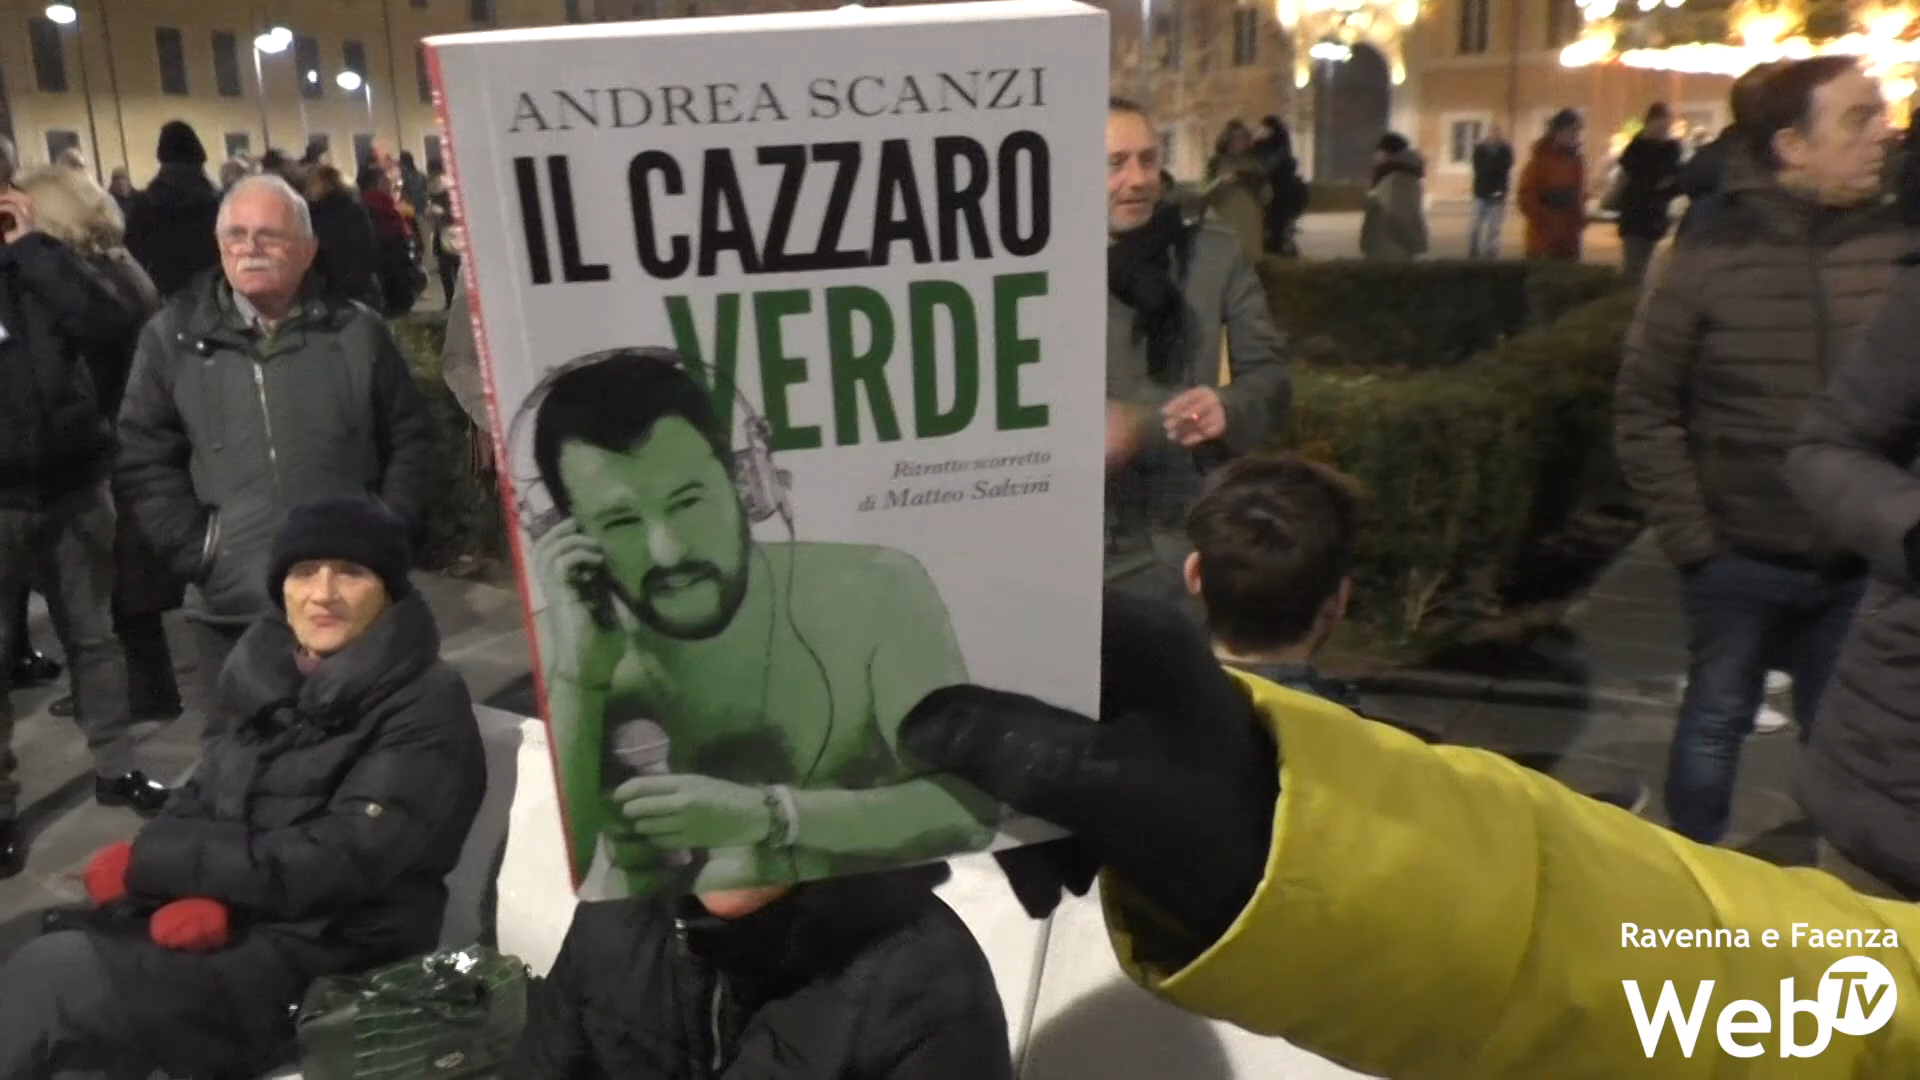 ANDREA SCANZI
IL CAZZARO
VERDE
Ritratto scorretto
di Matteo Salvini
Ravenna e Faenza
WebTV